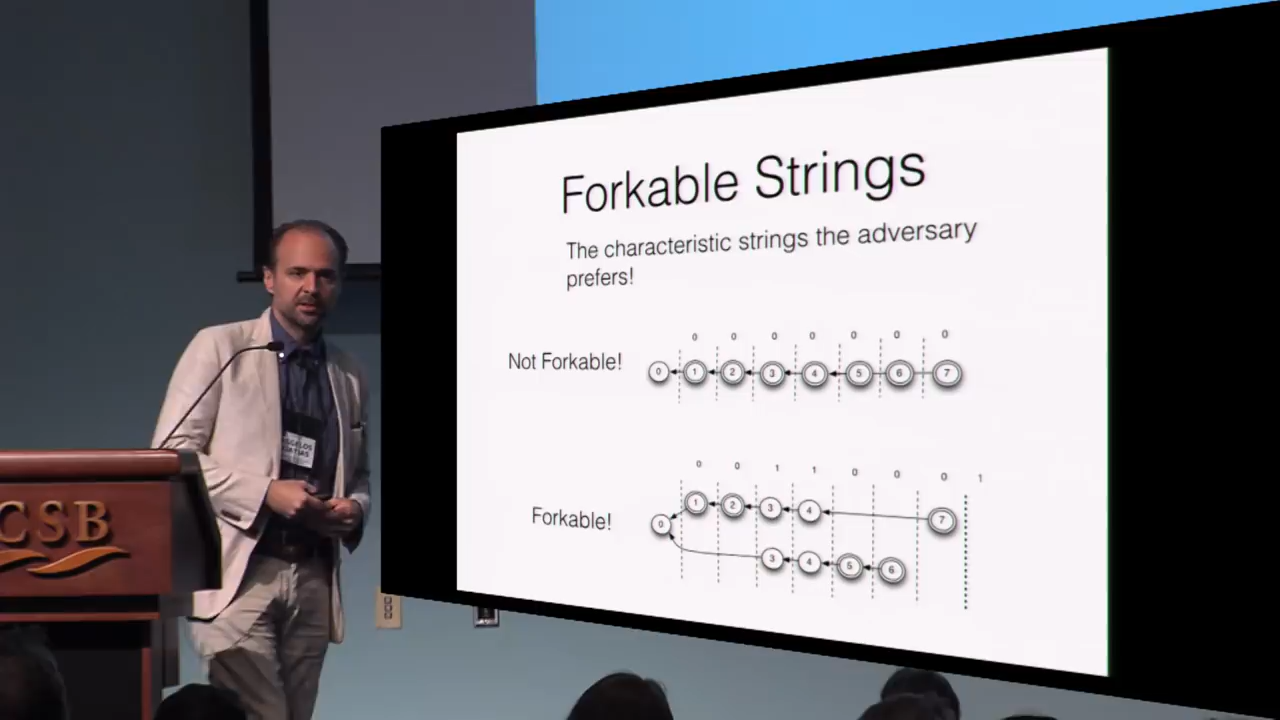 Forkable Strings
The characteristic strings the adversary
prefers!
0 0 0 0 0 0 0
Not Forkable!
0 1 2 3 4 5 6 7
0 0 1 1 0 0 0 1
1 2 3 4 7
Forkable!
0
3 4 5 6
CSB